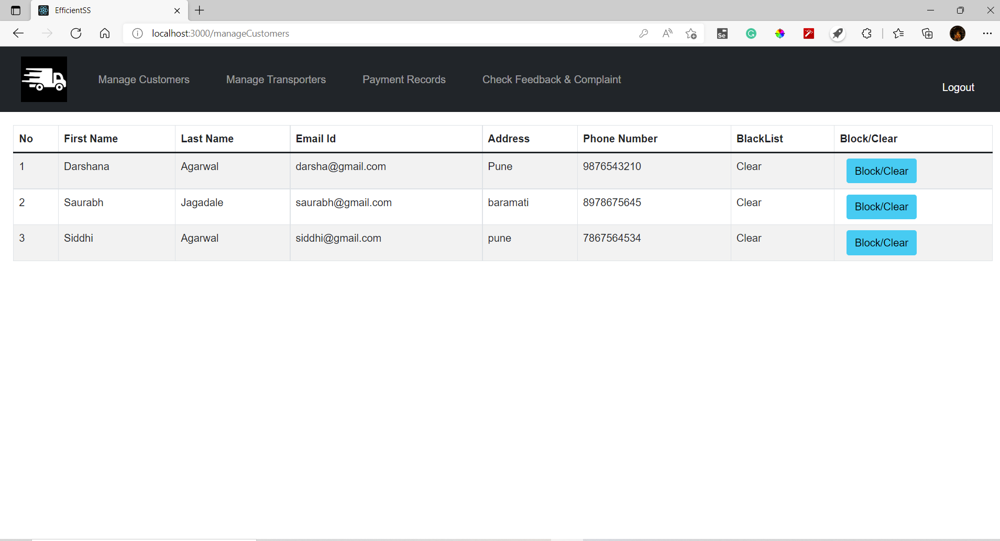 EfficientSS
localhost:3000/manageCustomers
Se
G
Manage Customers Manage Transporters Payment Records Check Feedback & Complaint
Logout
No First Name Last Name Email Id Address Phone Number BlackList Block/Clear
1 Darshana Agarwal darsha@gmail.com Pune 9876543210 Clear Block/Clear
2 Saurabh Jagadale saurabh@gmail.com baramati 8978675645 Clear Block/Clear
3 Siddhi Agarwal siddhi@gmail.com pune 7867564534 Clear Block/Clear